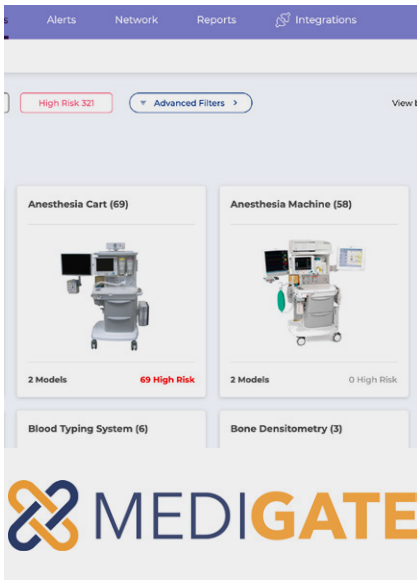 s Alerts Network Reports Integrations
High Risk 321 Advanced Filters > View b
Anesthesia Cart (69) Anesthesia Machine (58)
2 Models 69 High Risk 2 Models 0 High Risk
Blood Typing System (6) Bone Densitometry (3)
MEDIGATE